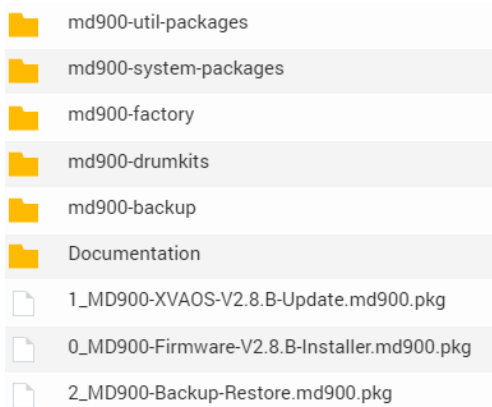 md900-util-packages
md900-system-packages
md900-factory
md900-drumkits
md900-backup
Documentation
1_MD900-XVAOS-V2.8.B-Update.md900.pkg
0_MD900-Firmware-V2.8.B-Installer.md900.pkg
2_MD900-Backup-Restore.md900.pkg